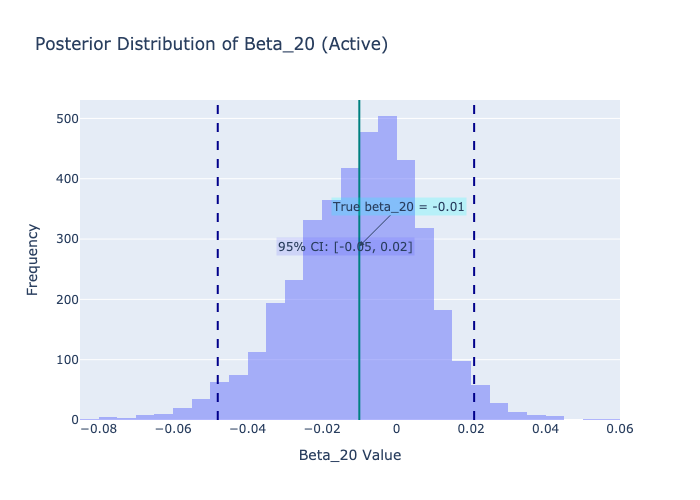 Posterior Distribution of Beta_20 (Active)
500
400
300
200
100
0
Frequency
True beta_20 = -0.01
95% CI: [-0.05, 0.02]
−0.08
−0.06
−0.04
−0.02
0
0.02
0.04
0.06
Beta_20 Value